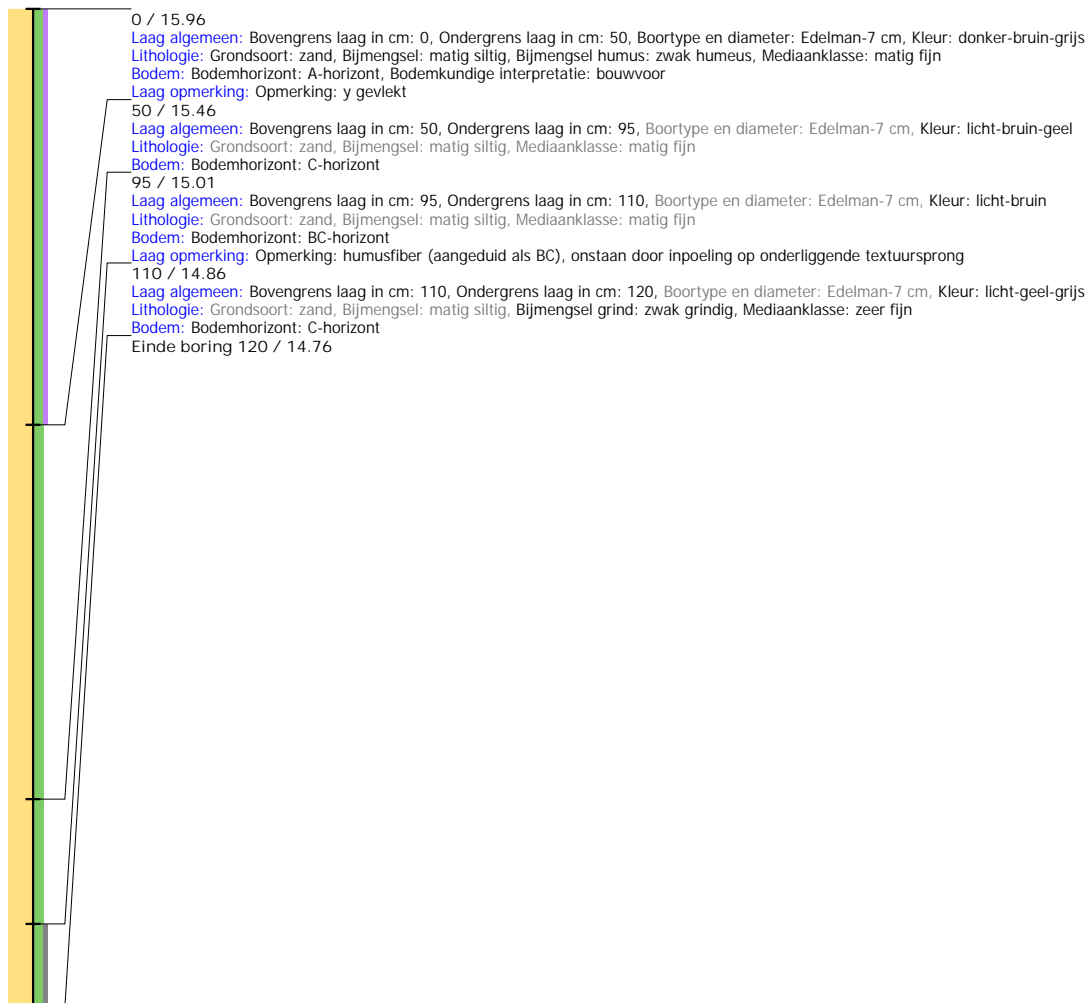 0 / 15.96
Laag algemeen: Bovengrens laag in cm: 0, Ondergrens laag in cm: 50, Boortype en diameter: Edelman-7 cm, Kleur: donker-bruin-grijs
Lithologie: Grondsoort: zand, Bijmengsel: matig siltig, Bijmengsel humus: zwak humeus, Mediaanklasse: matig fijn
Bodem: Bodemhorizont: A-horizont, Bodemkundige interpretatie: bouwvoor
Laag opmerking: Opmerking: y gevlekt
50 / 15.46
Laag algemeen: Bovengrens laag in cm: 50, Ondergrens laag in cm: 95, Boortype en diameter: Edelman-7 cm, Kleur: licht-bruin-geel
Lithologie: Grondsoort: zand, Bijmengsel: matig siltig, Mediaanklasse: matig fijn
Bodem: Bodemhorizont: C-horizont
95 / 15.01
Laag algemeen: Bovengrens laag in cm: 95, Ondergrens laag in cm: 110, Boortype en diameter: Edelman-7 cm, Kleur: licht-bruin
Lithologie: Grondsoort: zand, Bijmengsel: matig siltig, Mediaanklasse: matig fijn
Bodem: Bodemhorizont: BC-horizont
Laag opmerking: Opmerking: humusfiber (aangeduid als BC), onstaan door inpoeling op onderliggende textuursprong
110 / 14.86
Laag algemeen: Bovengrens laag in cm: 110, Ondergrens laag in cm: 120, Boortype en diameter: Edelman-7 cm, Kleur: licht-geel-grijs
Lithologie: Grondsoort: zand, Bijmengsel: matig siltig, Bijmengsel grind: zwak grindig, Mediaanklasse: zeer fijn
Bodem: Bodemhorizont: C-horizont
Einde boring 120 / 14.76